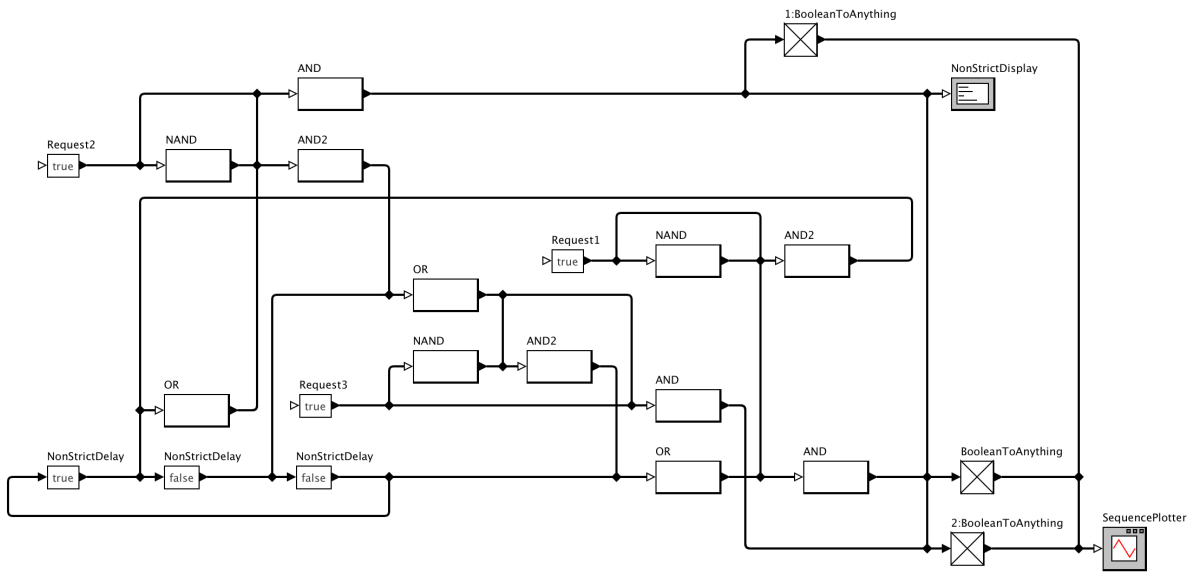 1:BooleanToAnything
AND
NonStrictDisplay
Request2
true
NAND
AND2
Request1
true
NAND
AND2
OR
NAND
AND2
OR
Request3
true
AND
NonStrictDelay
true
NonStrictDelay
false
NonStrictDelay
false
OR
AND
BooleanToAnything
2:BooleanToAnything
SequencePlotter